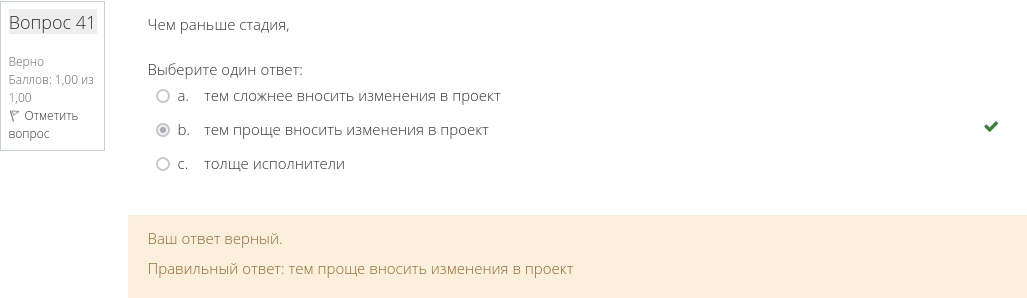 Вопрос 41
Верно
Баллов: 1,00 из
1,00
Отметить
вопрос
Чем раньше стадия,
Выберите один ответ:
a. тем сложнее вносить изменения в проект
b. тем проще вносить изменения в проект
c. толще исполнители
Ваш ответ верный.
Правильный ответ: тем проще вносить изменения в проект